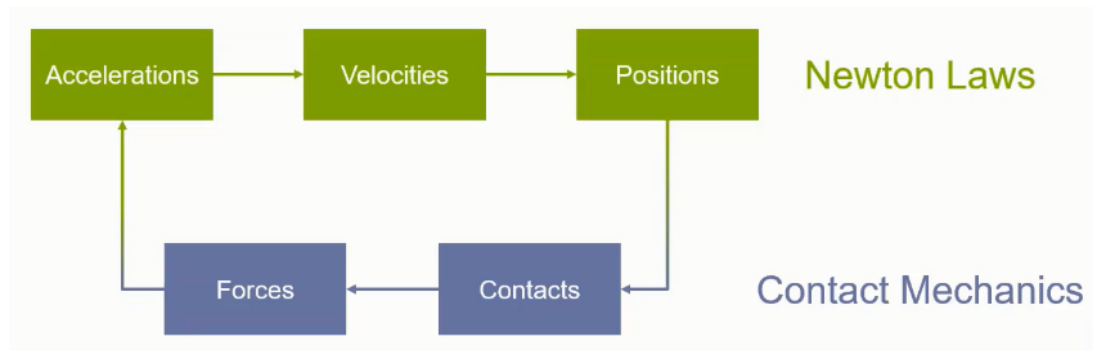 Accelerations
Velocities
Positions
Newton Laws
Forces
Contacts
Contact Mechanics